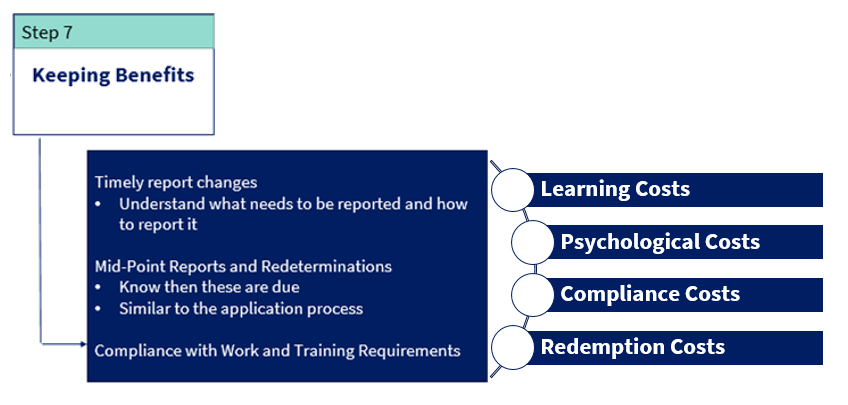 Step 7
Keeping Benefits
Timely report changes
• Understand what needs to be reported and how
to report it
Mid-Point Reports and Redeterminations
• Know then these are due
• Similar to the application process
Compliance with Work and Training Requirements
Learning Costs
Psychological Costs
Compliance Costs
Redemption Costs